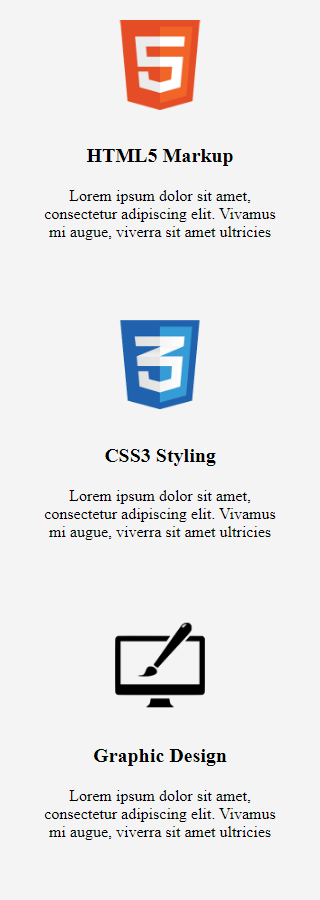 5
HTML5 Markup
Lorem ipsum dolor sit amet,
consectetur adipiscing elit. Vivamus
mi augue, viverra sit amet ultricies
3
CSS3 Styling
Lorem ipsum dolor sit amet,
consectetur adipiscing elit. Vivamus
mi augue, viverra sit amet ultricies
Graphic Design
Lorem ipsum dolor sit amet,
consectetur adipiscing elit. Vivamus
mi augue, viverra sit amet ultricies